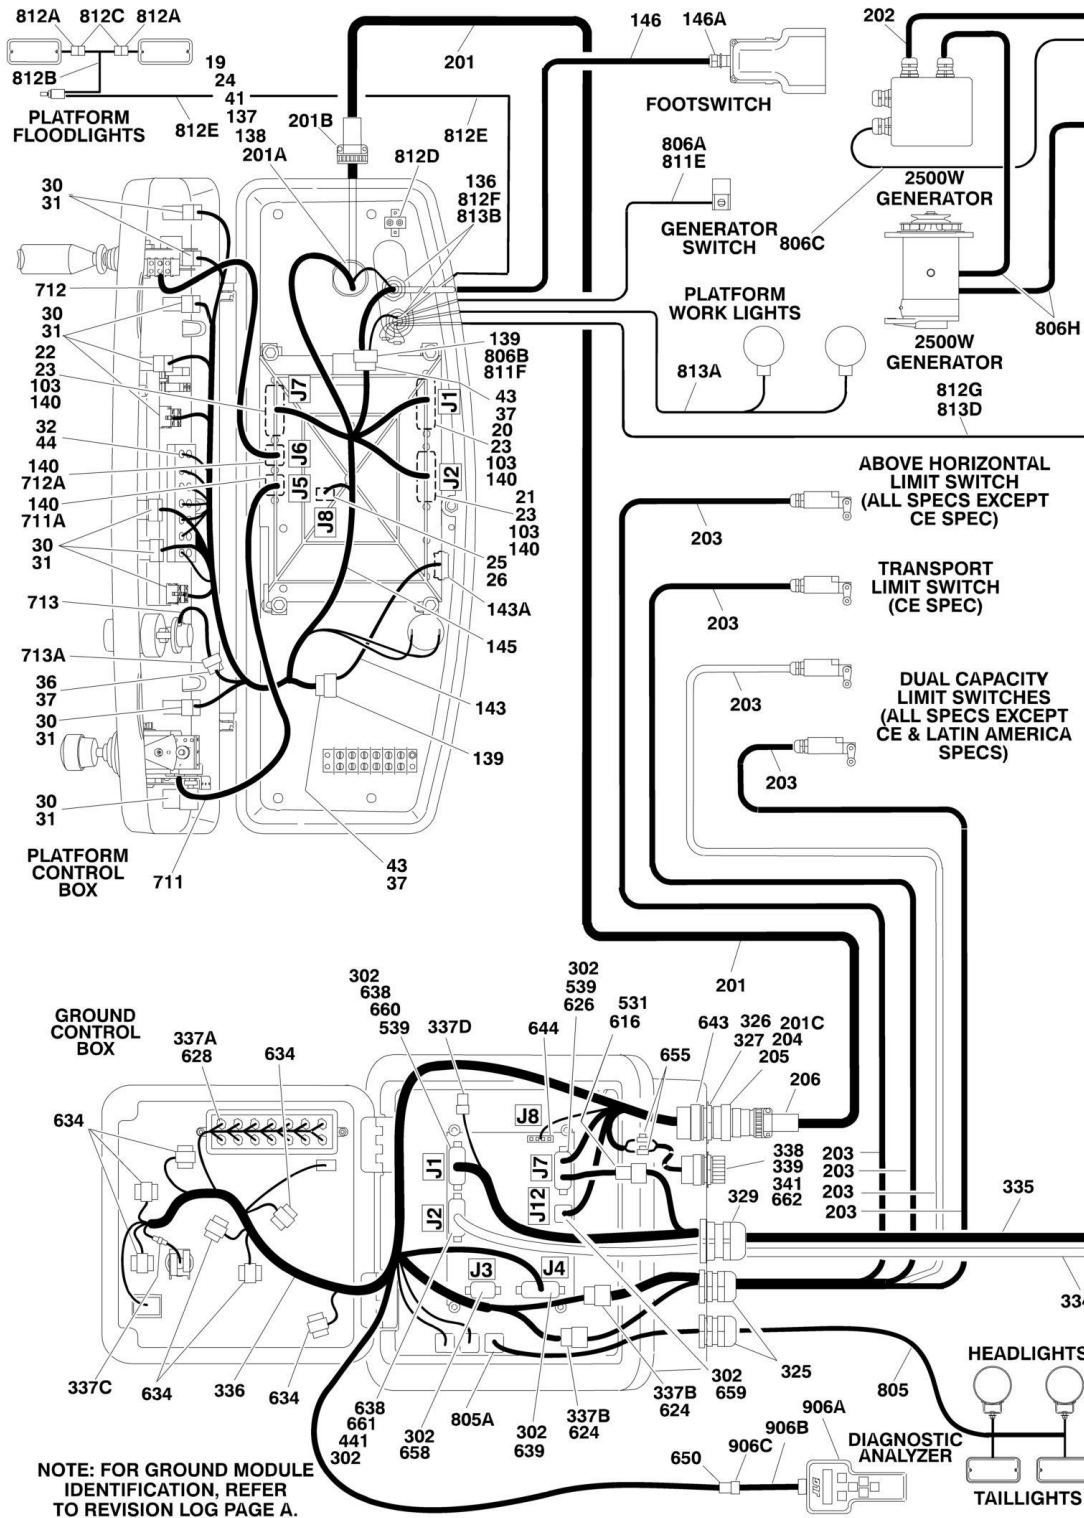 812A
812C
812A
812B
19
24
41
137
138
201A
PLATFORM
FLOODLIGHTS
812E
201
201B
812E
812D
146
146A
FOOTSWITCH
202
806A
811E
GENERATOR
SWITCH
806C
2500W
GENERATOR
136
812F
813B
30
31
712
30
31
22
23
103
140
32
44
140
712A
140
711A
30
31
713
713A
36
37
30
31
30
31
PLATFORM
CONTROL
BOX
711
J7
J6
J5
J8
J1
J2
139
806B
811F
43
37
20
23
103
140
21
23
103
140
25
26
143A
145
143
139
43
37
PLATFORM
WORK LIGHTS
813A
2500W
GENERATOR
806H
812G
813D
ABOVE HORIZONTAL
LIMIT SWITCH
(ALL SPECS EXCEPT
CE SPEC)
203
TRANSPORT
LIMIT SWITCH
(CE SPEC)
203
DUAL CAPACITY
LIMIT SWITCHES
(ALL SPECS EXCEPT
CE & LATIN AMERICA
SPECS)
203
203
201
GROUND
CONTROL
BOX
337A
628
634
634
302
638
660
539
337D
644
302
539
626
531
616
655
643
326
327
201C
204
205
206
J8
J1
J2
J7
J12
J3
J4
338
339
341
662
329
203
203
203
203
335
334
337C
634
336
634
638
661
441
302
302
658
805A
302
639
337B
624
337B
624
302
659
325
805
HEADLIGHTS
TAILLIGHTS
906A
906B
906C
650
DIAGNOSTIC
ANALYZER
JLG
NOTE: FOR GROUND MODULE
IDENTIFICATION, REFER
TO REVISION LOG PAGE A.